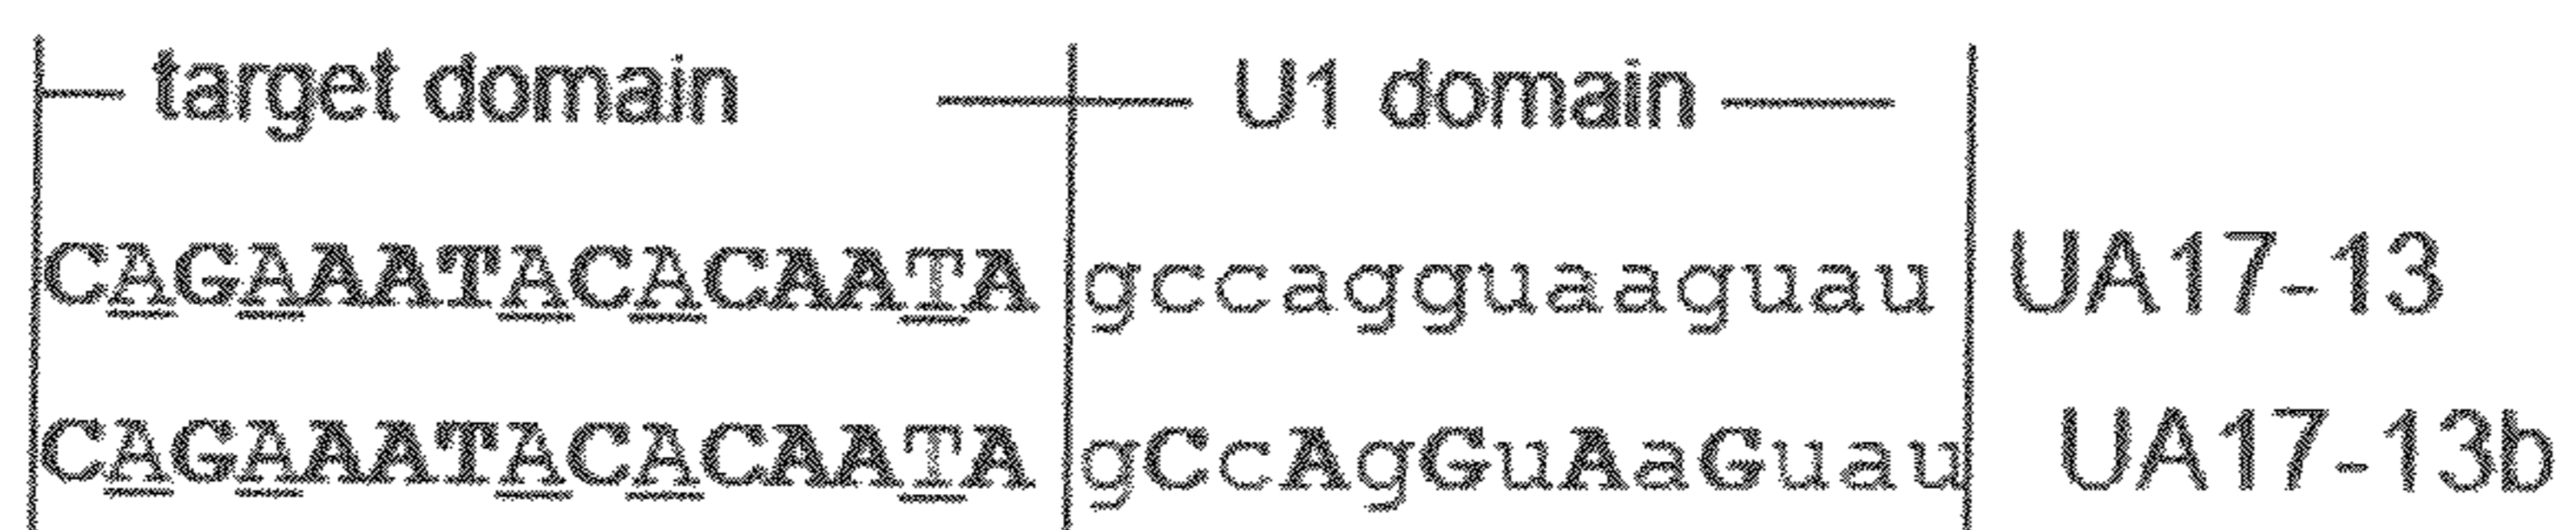 target domain U1 domain
CAGAAATACACAATA gccagguaaguau UA17-13
CAGAAATACACAATA gCcAgGuAaGuau UA17-13b